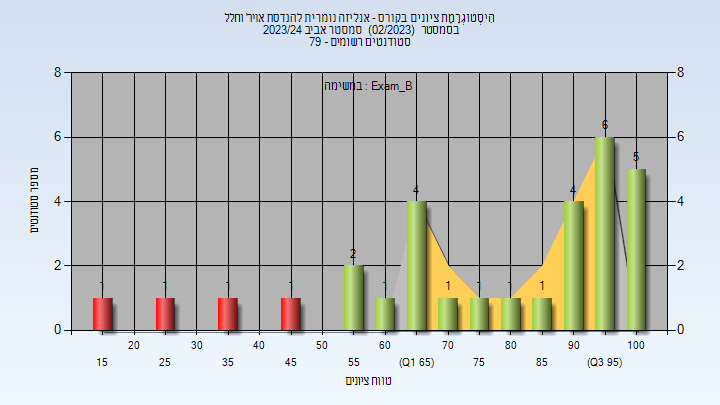 הִיסְטוֹגְרָמַת ציונים בקורס - אנליזה נומרית להנדסת אויר וחלל
בסמסטר (02/2023) סמסטר אביב 2023/24
סטודנטים רשומים - 79
במשימה : Exam_B
8 8
6 6
4 4
2 2
0 0
מספר סטודנטים
1 1 1 1 2 1 4 1 1 1 4 6 5
20 30 40 50 60 70 80 90 100
15 25 35 45 55 (Q1 65) 75 85 (Q3 95)
טווח ציונים